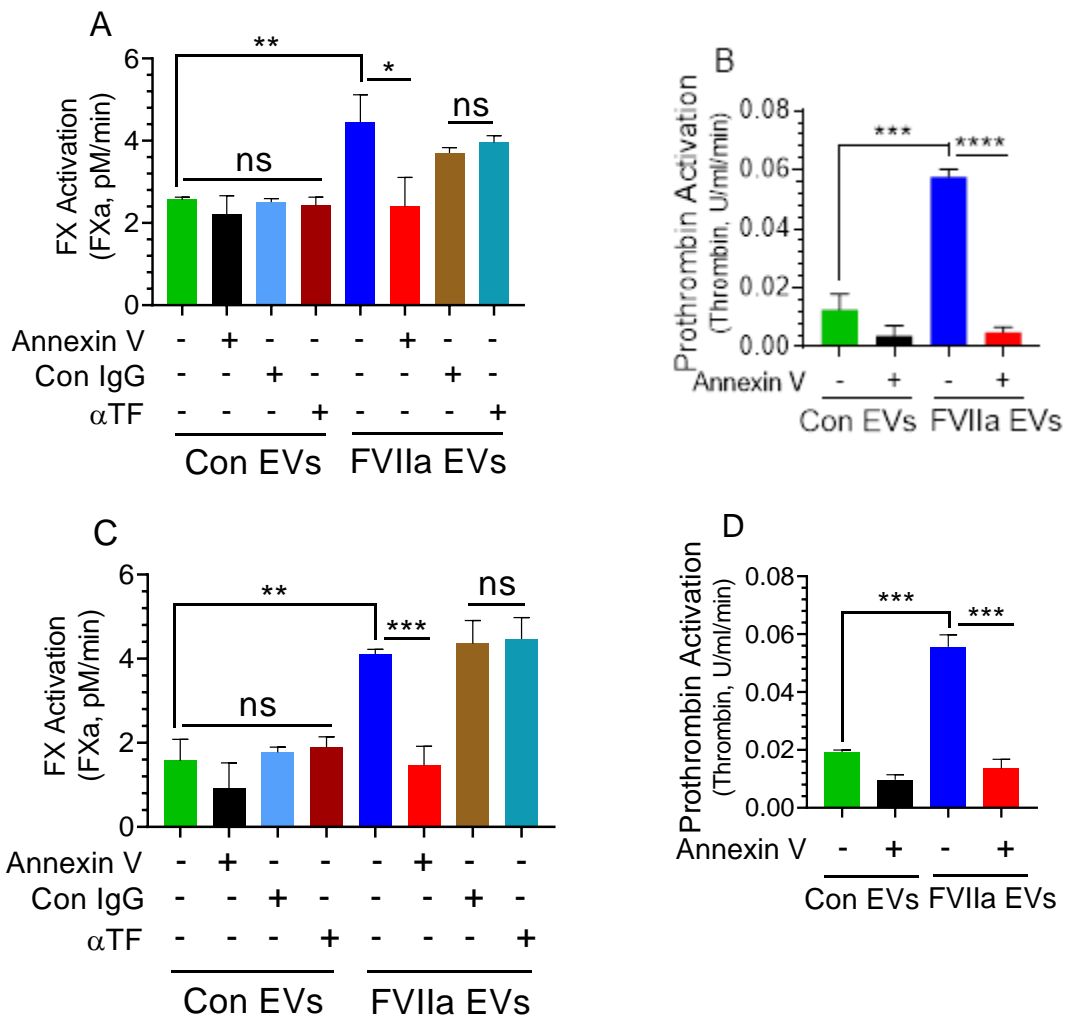 A
FX Activation
(FXa, pM/min)
6
4
2
0
**
*
ns
ns
Annexin V - + - - - + - -
Con IgG - - + - - - + -
αTF - - - + - - - +
Con EVs FVIIa EVs
B
Prothrombin Activation
(Thrombin, U/ml/min)
0.08
0.06
0.04
0.02
0.00
***
****
Annexin V - + - +
Con EVs FVIIa EVs
C
FX Activation
(FXa, pM/min)
6
4
2
0
**
***
ns
ns
Annexin V - + - - - + - -
Con IgG - - + - - - + -
αTF - - - + - - - +
Con EVs FVIIa EVs
D
Prothrombin Activation
(Thrombin, U/ml/min)
0.08
0.06
0.04
0.02
0.00
***
***
Annexin V - + - +
Con EVs FVIIa EVs